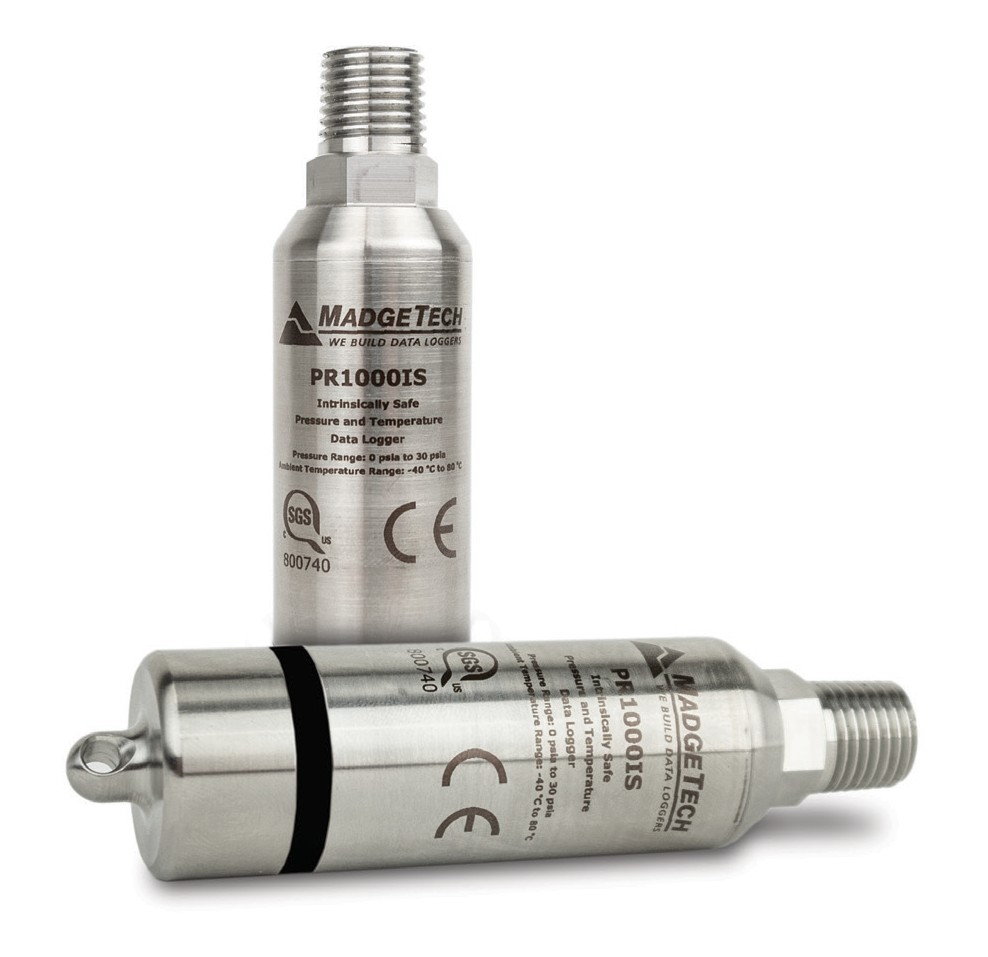 MADGETECH
WE BUILD DATA LOGGERS
PR1000IS
Intrinsically Safe
Pressure and Temperature
Data Logger
Pressure Range: 0 psia to 30 psia
Ambient Temperature Range: -40 °C to 80 °C
SGS
C US
800740
CE
MADGETECH
WE BUILD DATA LOGGERS
PR1000IS
Intrinsically Safe
Pressure and Temperature
Data Logger
Pressure Range: 0 psia to 30 psia
Ambient Temperature Range: -40 °C to 80 °C
SGS
C US
800740
CE